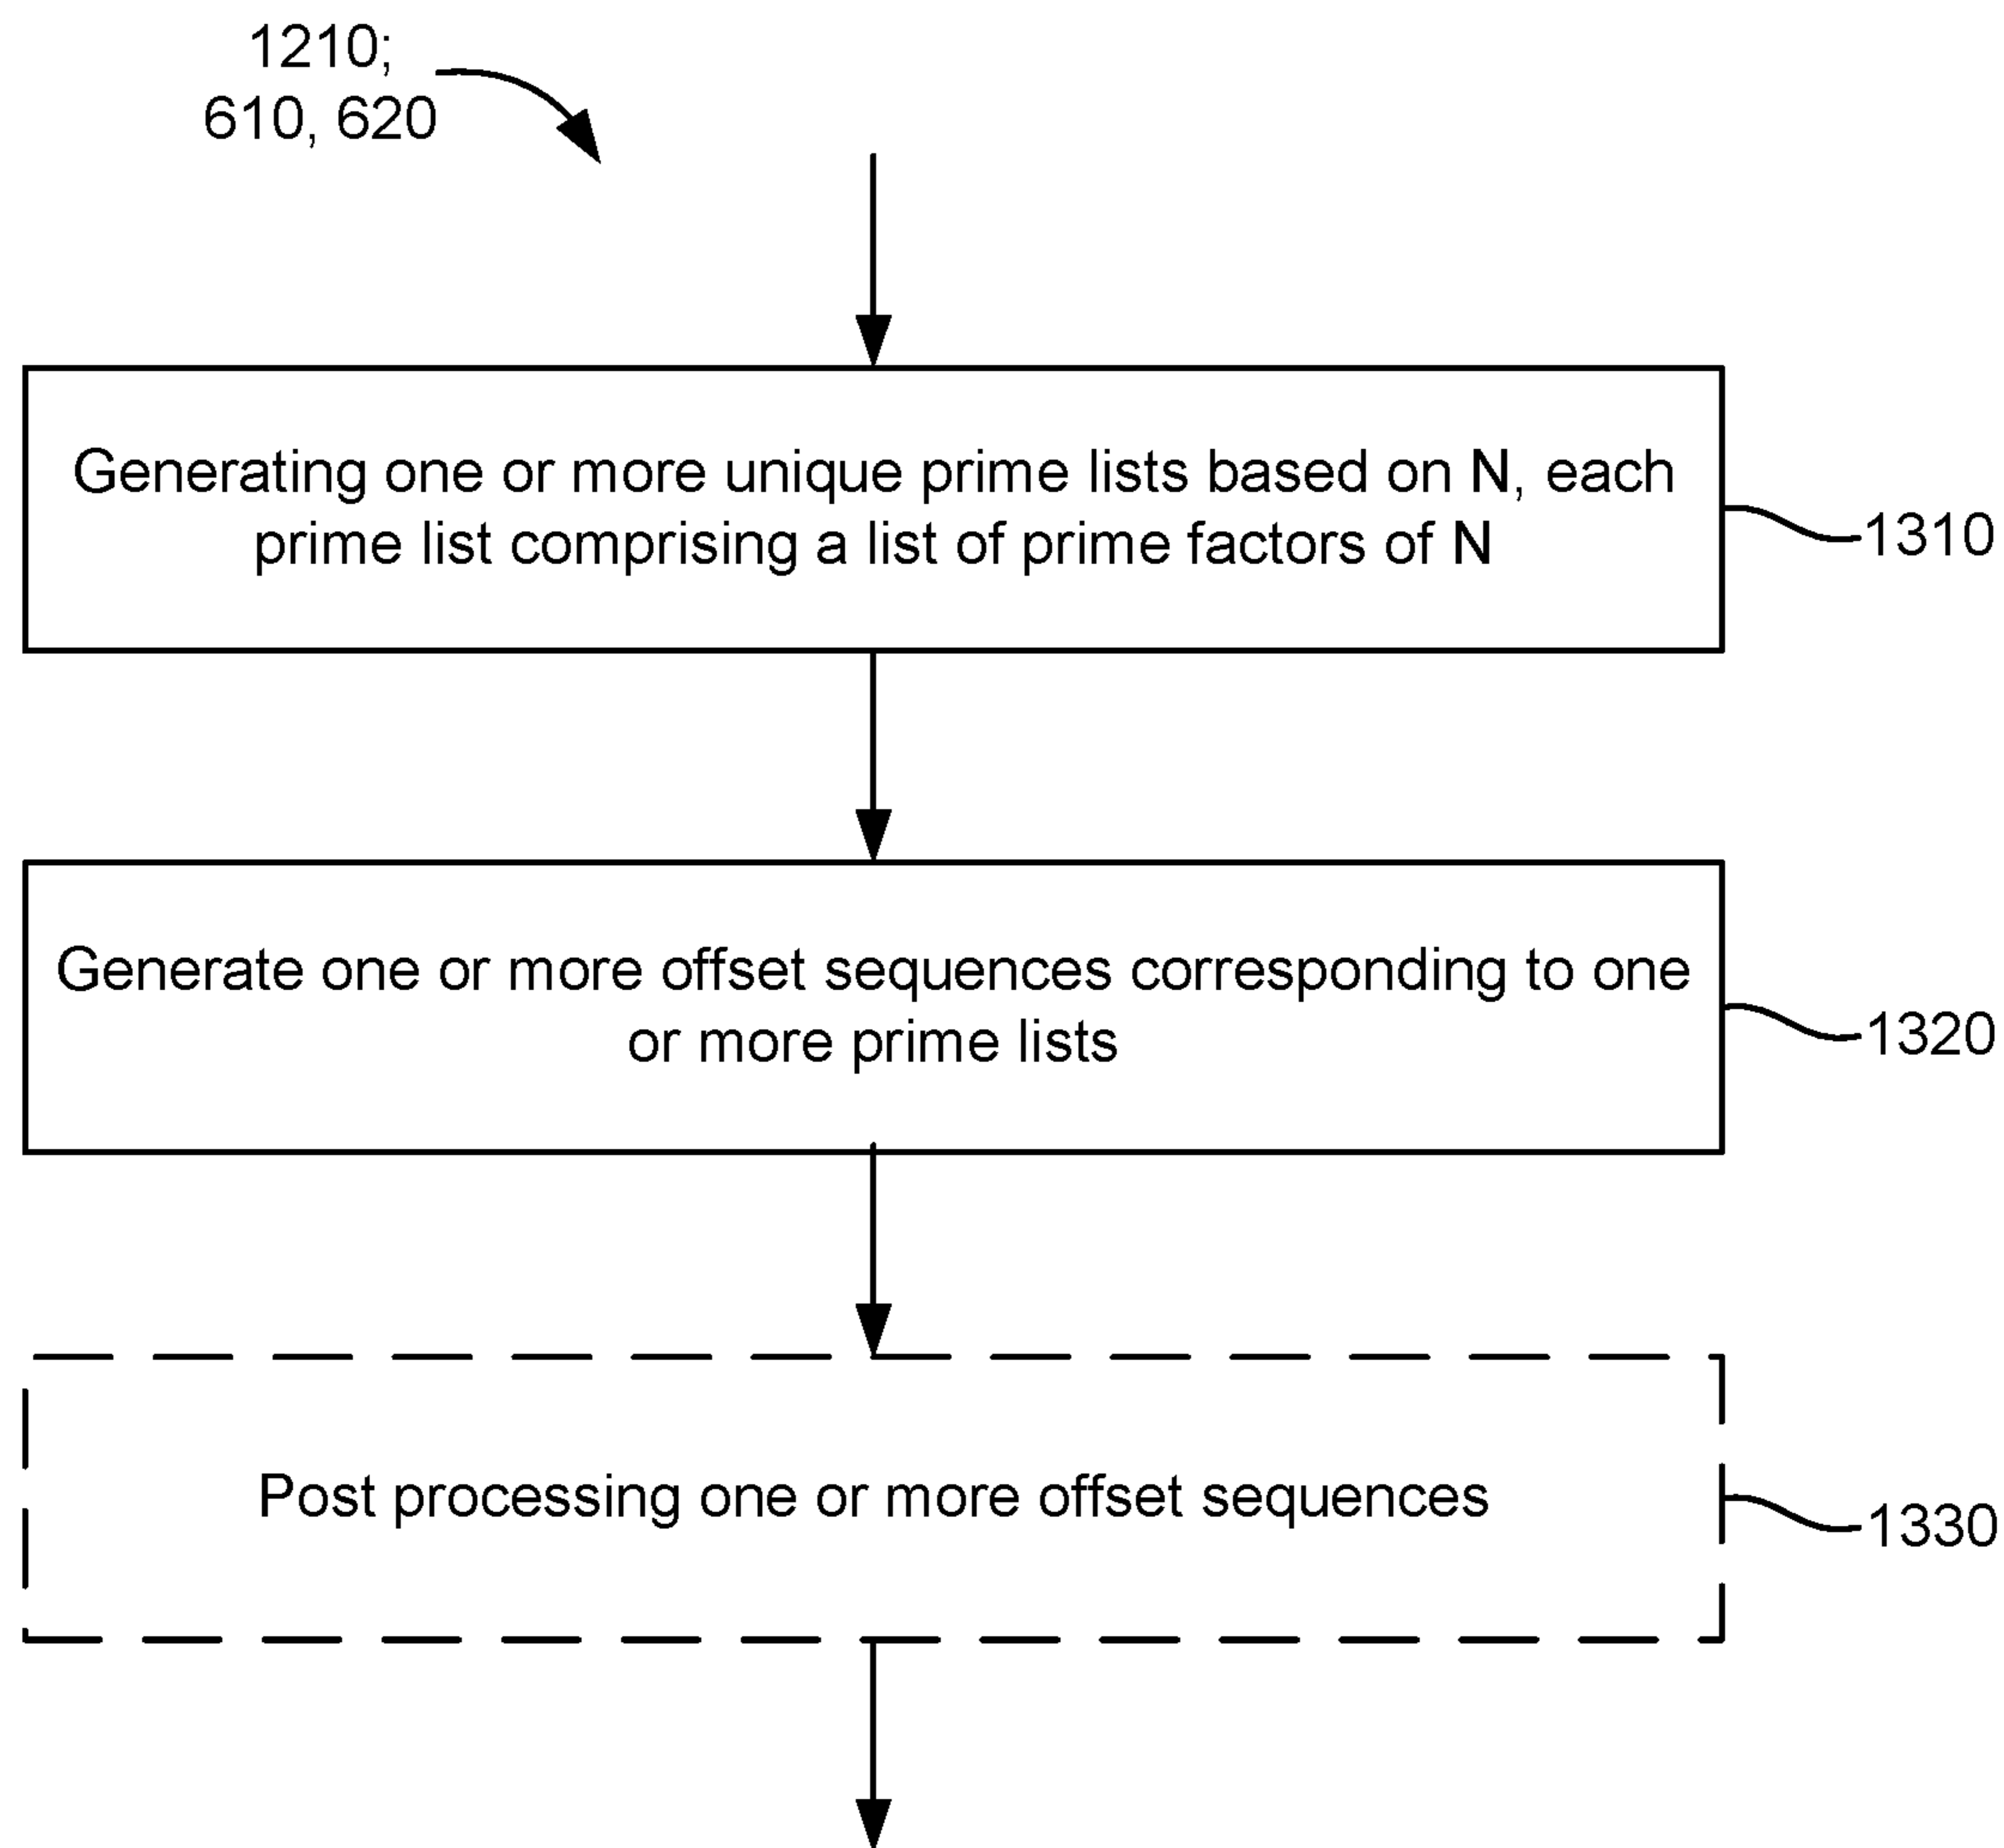 1210;
610, 620
Generating one or more unique prime lists based on N, each
prime list comprising a list of prime factors of N
1310
Generate one or more offset sequences corresponding to one
or more prime lists
1320
Post processing one or more offset sequences
1330